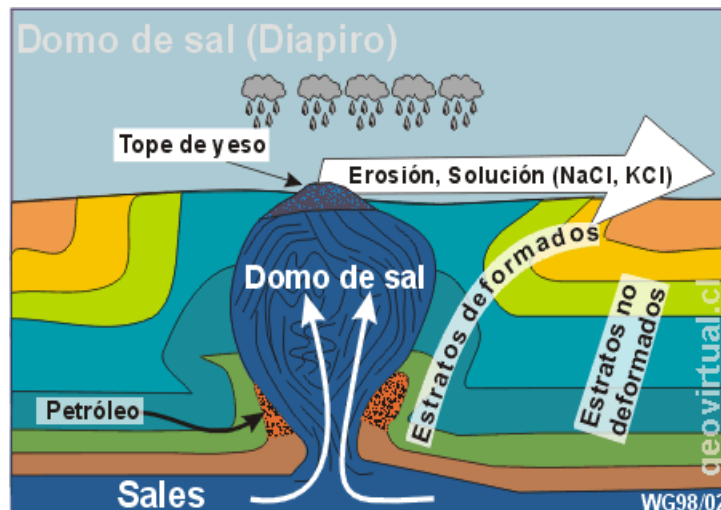 Domo de sal (Diapiro)
Tope de yeso
Erosión, Solución (NaCl, KCl)
Domo de sal
Estratos deformados
Estratos no
deformados
Petróleo
Sales
geovirtual.cl
WG98/02